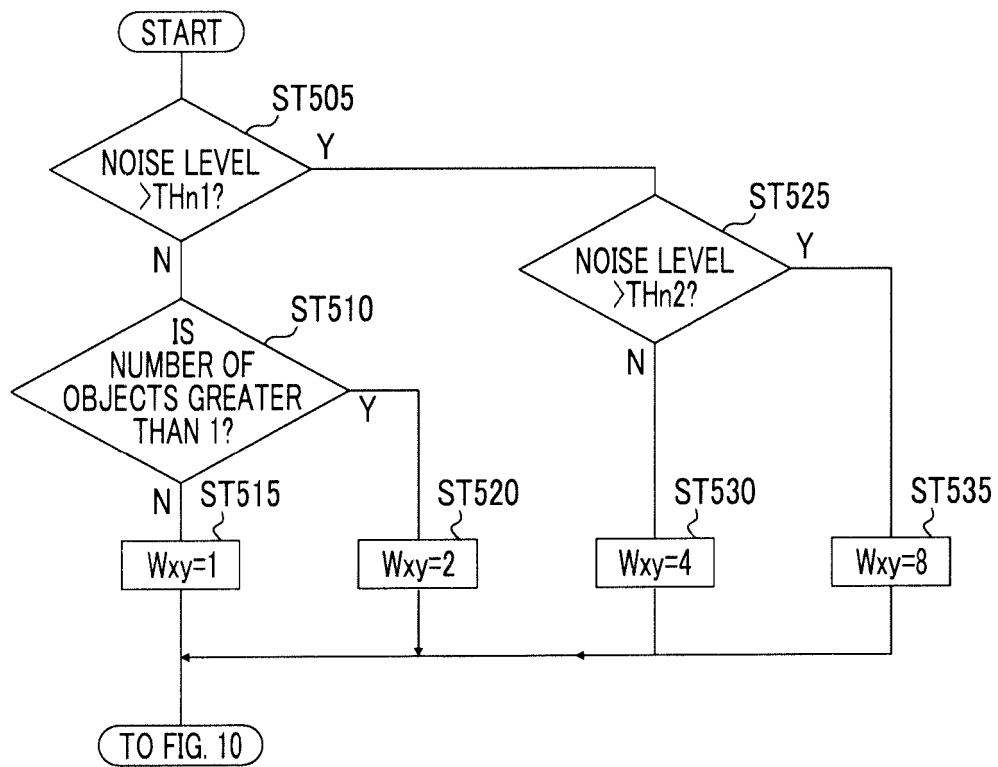 START
ST505
NOISE LEVEL
>THn1?
Y
N
ST525
NOISE LEVEL
>THn2?
Y
N
ST510
IS
NUMBER OF
OBJECTS GREATER
THAN 1?
Y
N
ST515
Wxy=1
ST520
Wxy=2
ST530
Wxy=4
ST535
Wxy=8
TO FIG. 10